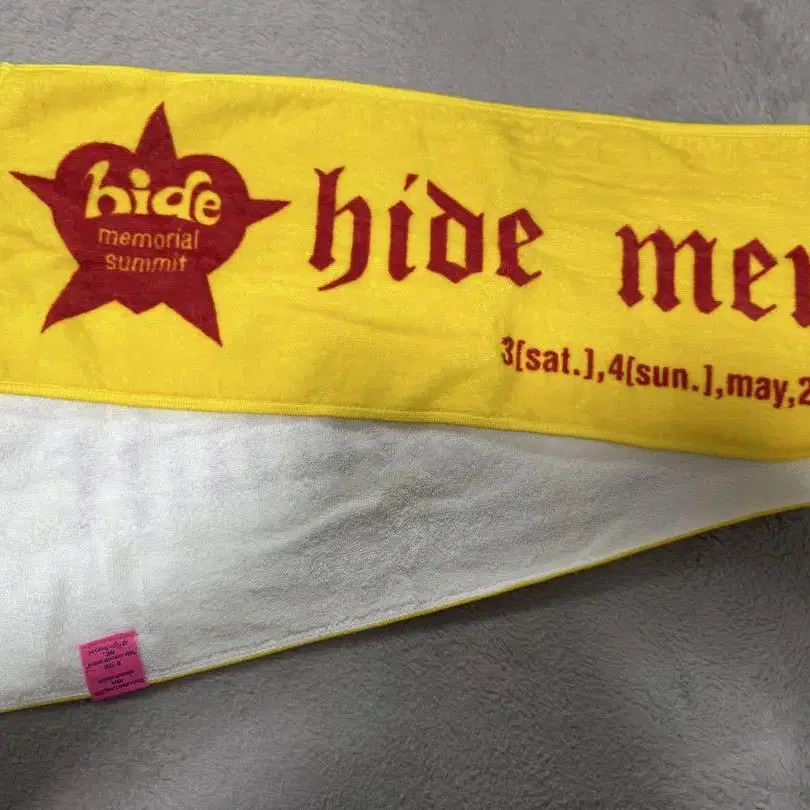 hide
memorial
summit
hide me
3[sat.],4[sun.],may,2